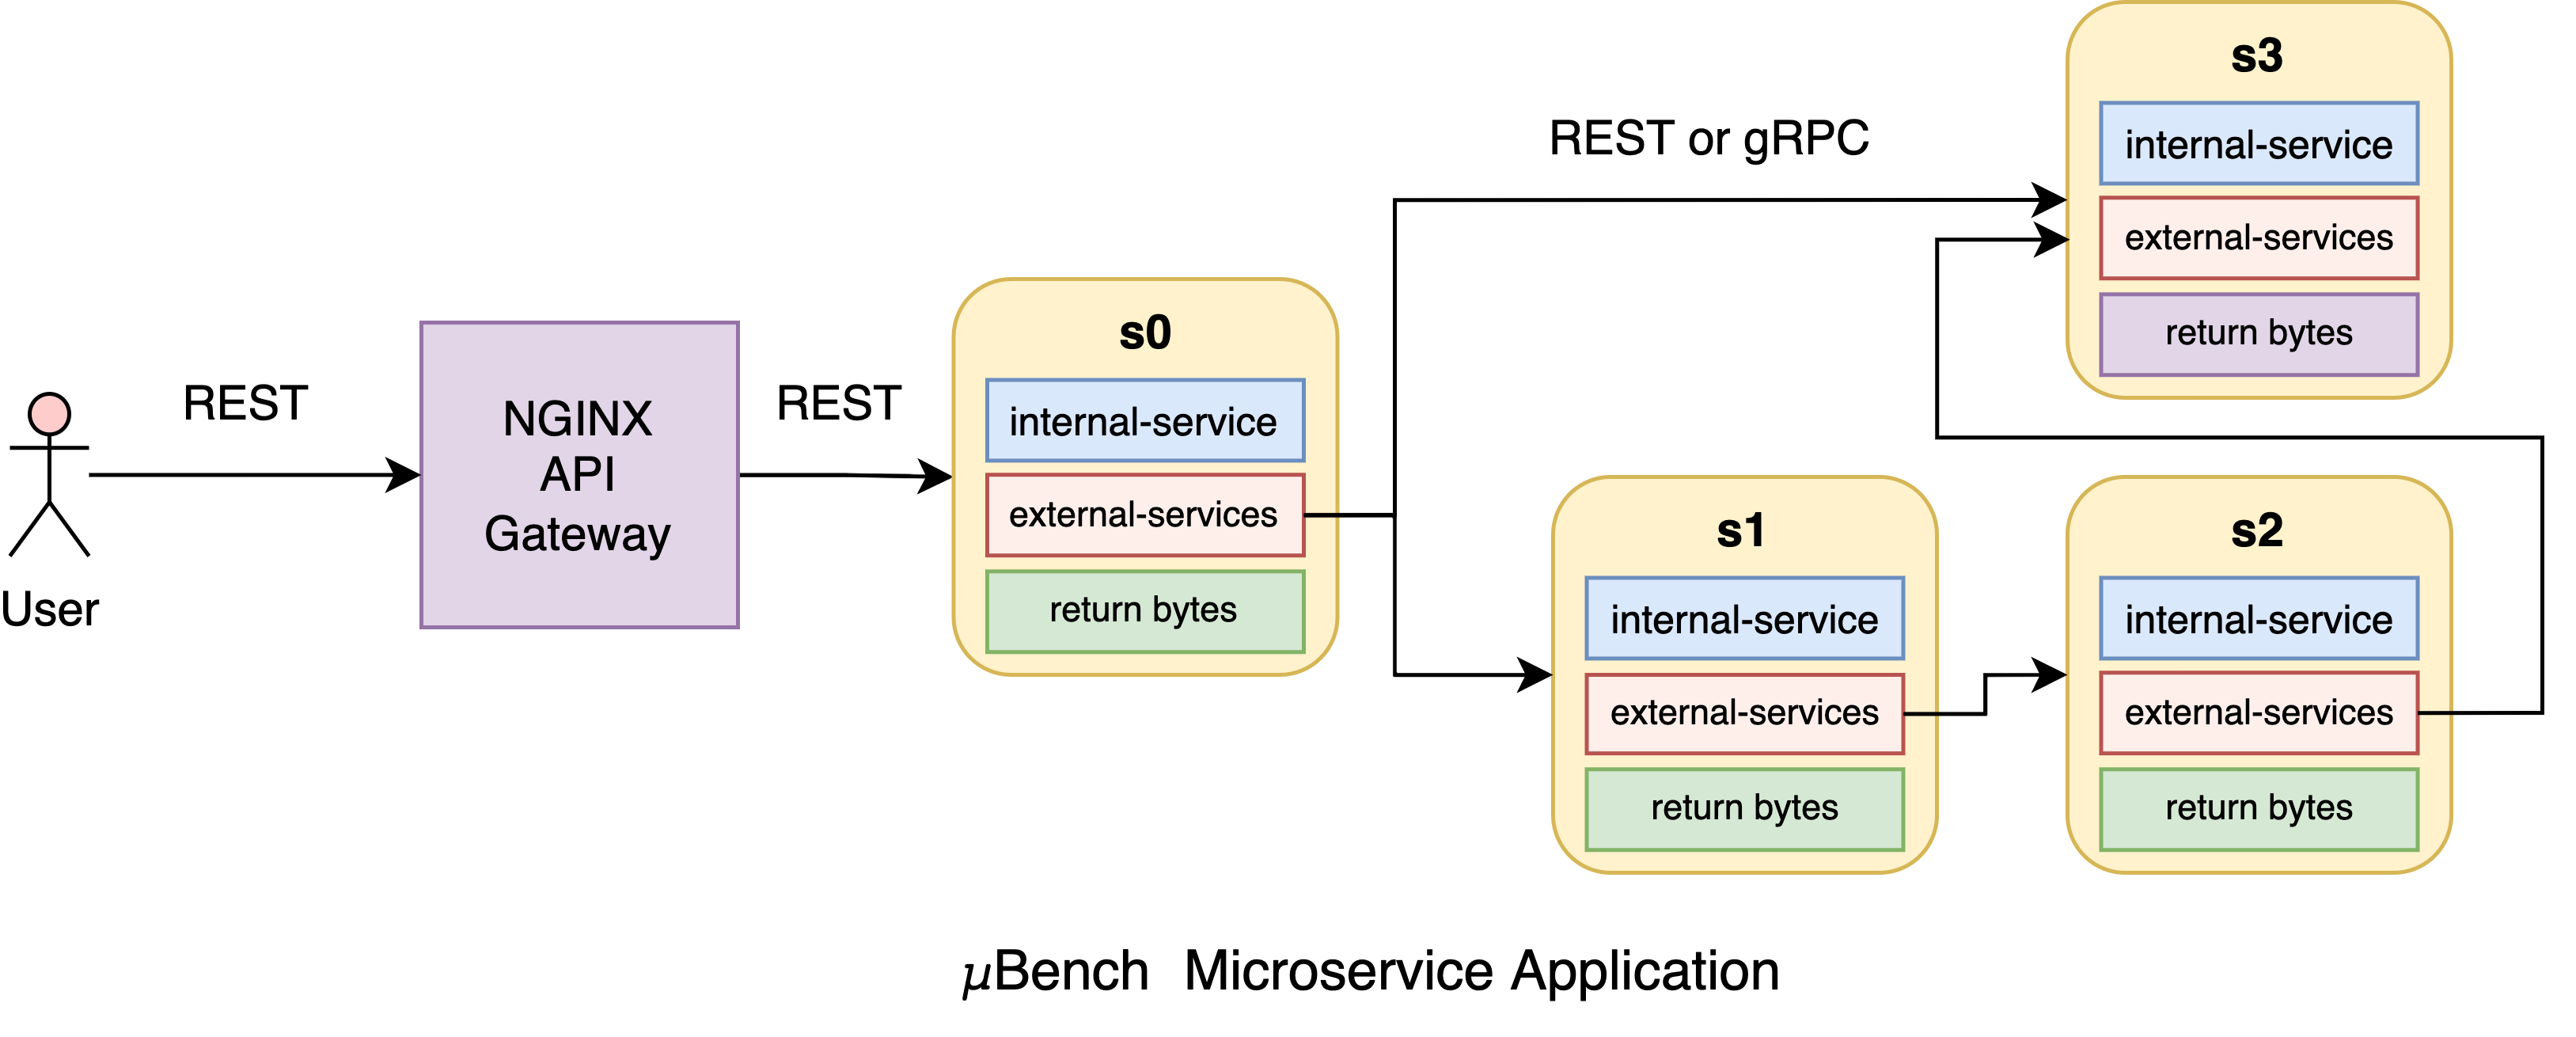 User
REST
NGINX
API
Gateway
REST
s0
internal-service
external-services
return bytes
REST or gRPC
s3
internal-service
external-services
return bytes
s1
internal-service
external-services
return bytes
s2
internal-service
external-services
return bytes
μBench Microservice Application